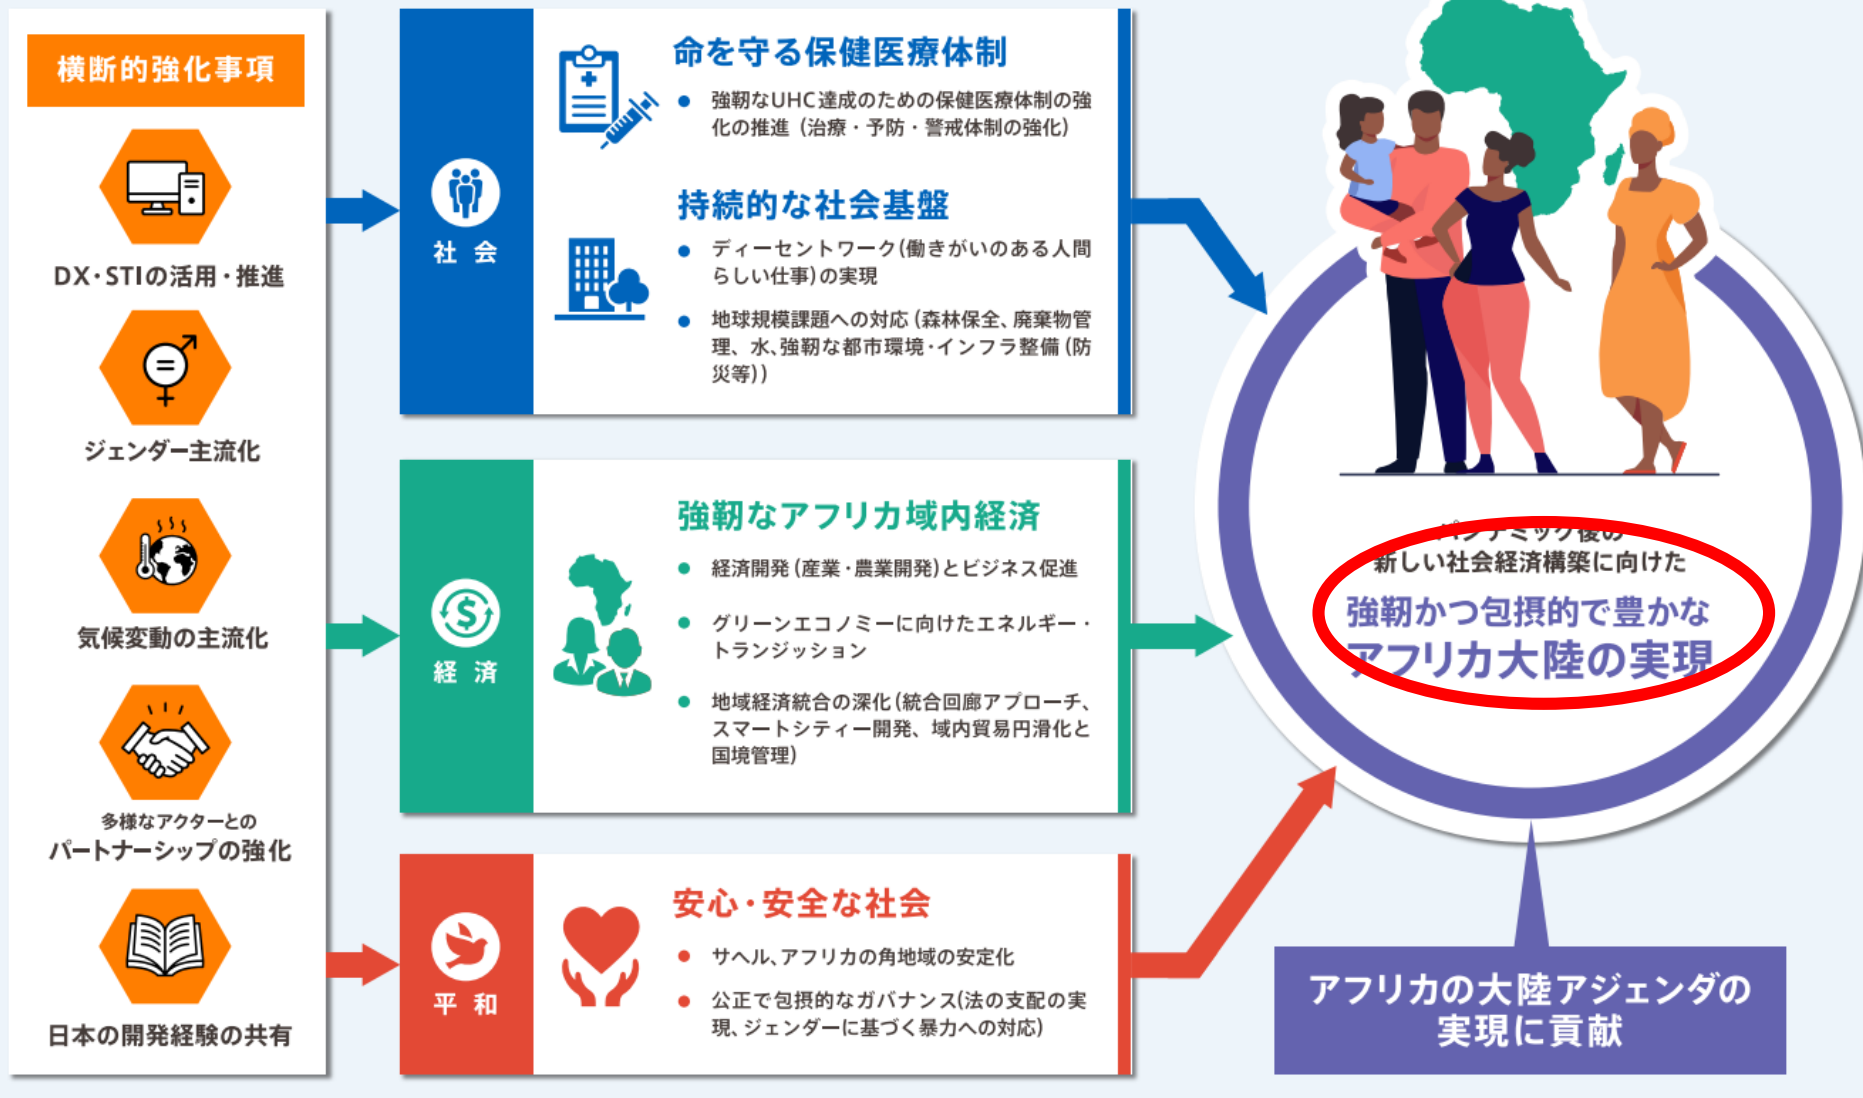 横断的強化事項
DX・STIの活用・推進
ジェンダー主流化
気候変動の主流化
多様なアクターとの
パートナーシップの強化
日本の開発経験の共有
社 会
命を守る保健医療体制
● 強靭なUHC達成のための保健医療体制の強
化の推進 (治療・予防・警戒体制の強化)
持続的な社会基盤
● ディーセントワーク(働きがいのある人間
らしい仕事)の実現
● 地球規模課題への対応 (森林保全、廃棄物管
理、水、強靭な都市環境・インフラ整備 (防
災等))
経 済
強靭なアフリカ域内経済
● 経済開発 (産業・農業開発)とビジネス促進
● グリーンエコノミーに向けたエネルギー・
トランジッション
● 地域経済統合の深化 (統合回廊アプローチ、
スマートシティー開発、域内貿易円滑化と
国境管理)
平 和
安心・安全な社会
● サヘル、アフリカの角地域の安定化
● 公正で包摂的なガバナンス(法の支配の実
現、ジェンダーに基づく暴力への対応)
パンデミック後の
新しい社会経済構築に向けた
強靭かつ包摂的で豊かな
アフリカ大陸の実現
アフリカの大陸アジェンダの
実現に貢献